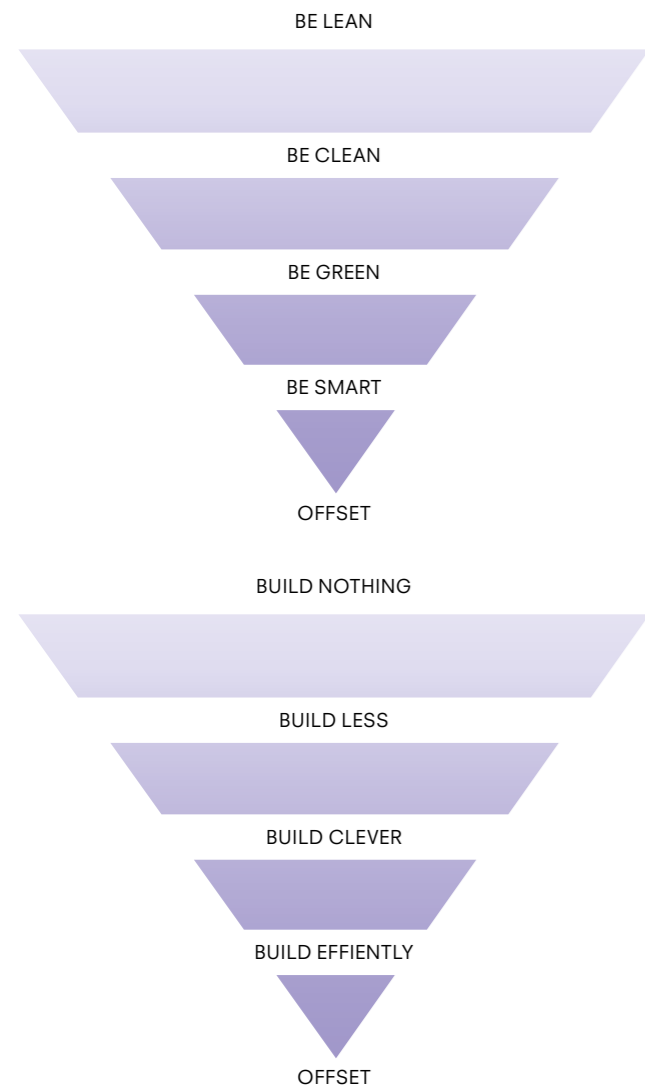 BE LEAN
BE CLEAN
BE GREEN
BE SMART
OFFSET
BUILD NOTHING
BUILD LESS
BUILD CLEVER
BUILD EFFIENTLY
OFFSET